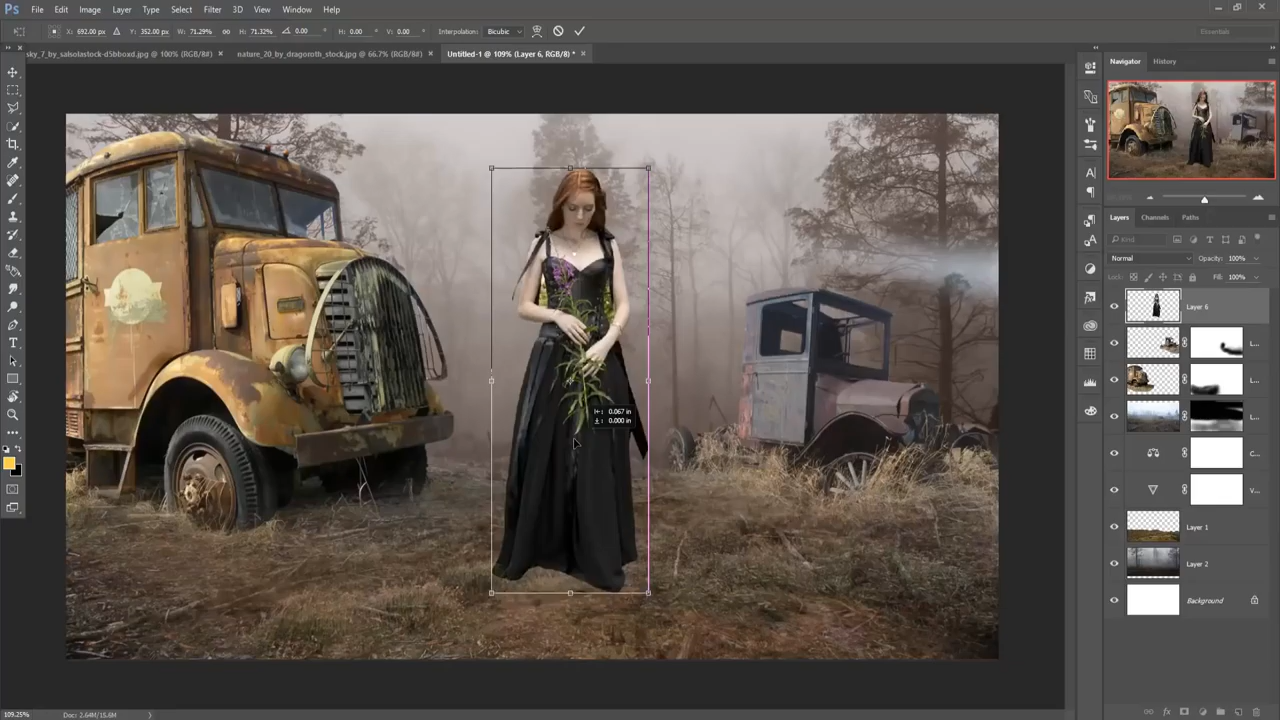 Ps File Edit Image Layer Type Select Filter 3D View Window Help
X: 692.00 px Y: 352.00 px W: 71.29% H: 71.32% 0.00 ° H: 0.00 ° V: 0.00 ° Interpolation: Bicubic Essentials
sky_7_by_salsolastock-d5bboxd.jpg @ 100% (RGB/8#) × nature_20_by_dragoroth_stock.jpg @ 66.7% (RGB/8#) × Untitled-1 @ 109% (Layer 6, RGB/8) * ×
Navigator History
Layers Channels Paths
Kind
Normal Opacity: 100%
Lock: Fill: 100%
Layer 6
L...
L...
L...
C...
V...
Layer 1
Layer 2
Background
0.067 in
0.000 in
109.25% Doc: 2.64M/15.6M